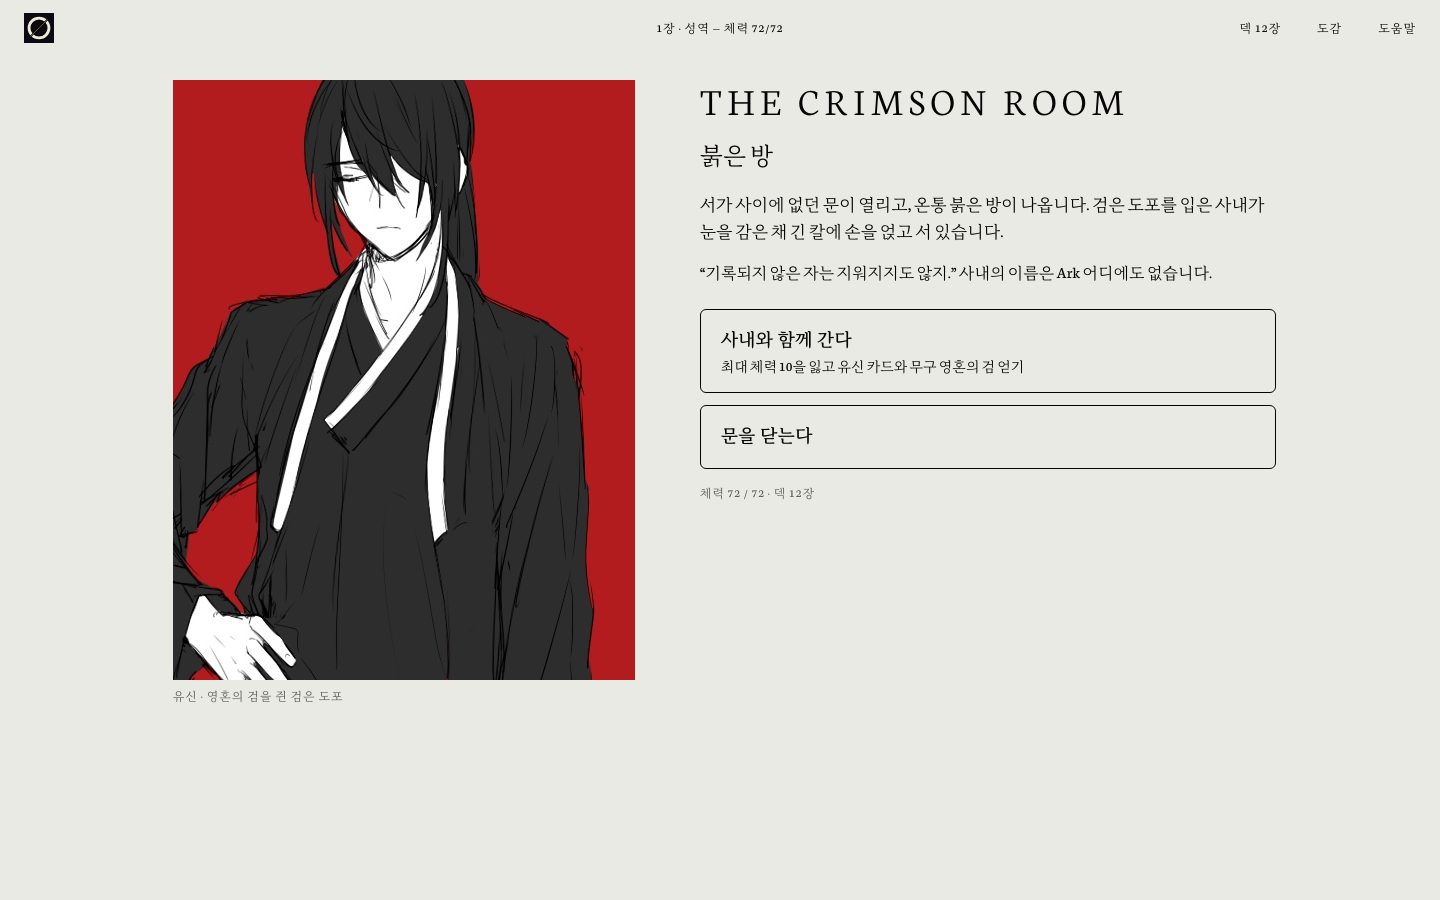 1장 · 성역 – 체력 72/72
덱 12장
도감
도움말
THE CRIMSON ROOM
붉은 방
서가 사이에 없던 문이 열리고, 온통 붉은 방이 나옵니다. 검은 도포를 입은 사내가
눈을 감은 채 긴 칼에 손을 얹고 서 있습니다.
“기록되지 않은 자는 지워지지도 않지.” 사내의 이름은 Ark 어디에도 없습니다.
사내와 함께 간다
최대 체력 10을 잃고 유신 카드와 무구 영혼의 검 얻기
문을 닫는다
체력 72 / 72 · 덱 12장
유신 · 영혼의 검을 쥔 검은 도포